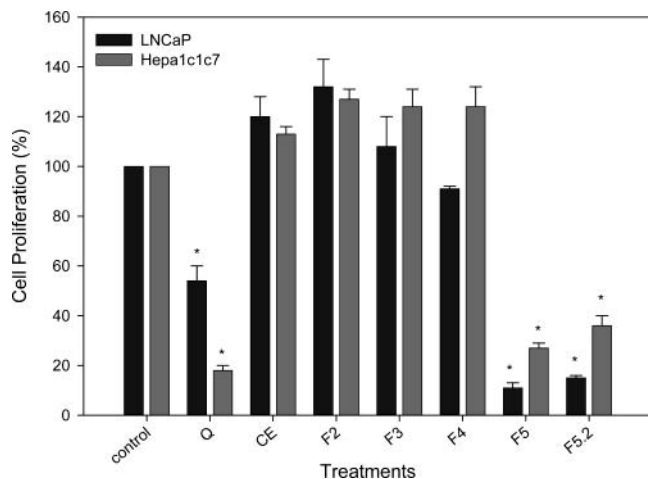 160
140
120
100
80
60
40
20
0
Cell Proliferation (%)
LNCaP
Hepa1c1c7
*
*
*
*
*
*
control
Q
CE
F2
F3
F4
F5
F5.2
Treatments